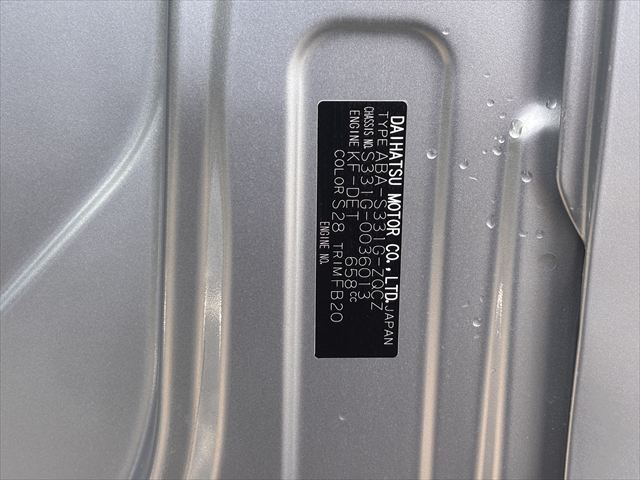 DAIHATSU MOTOR CO.,LTD. JAPAN
TYPE ABA-S331G-ZQCZ
CHASSIS NO. S331G-0036013
ENGINE KF-DET 658cc
COLOR S28 TRIM FB20
ENGINE NO.